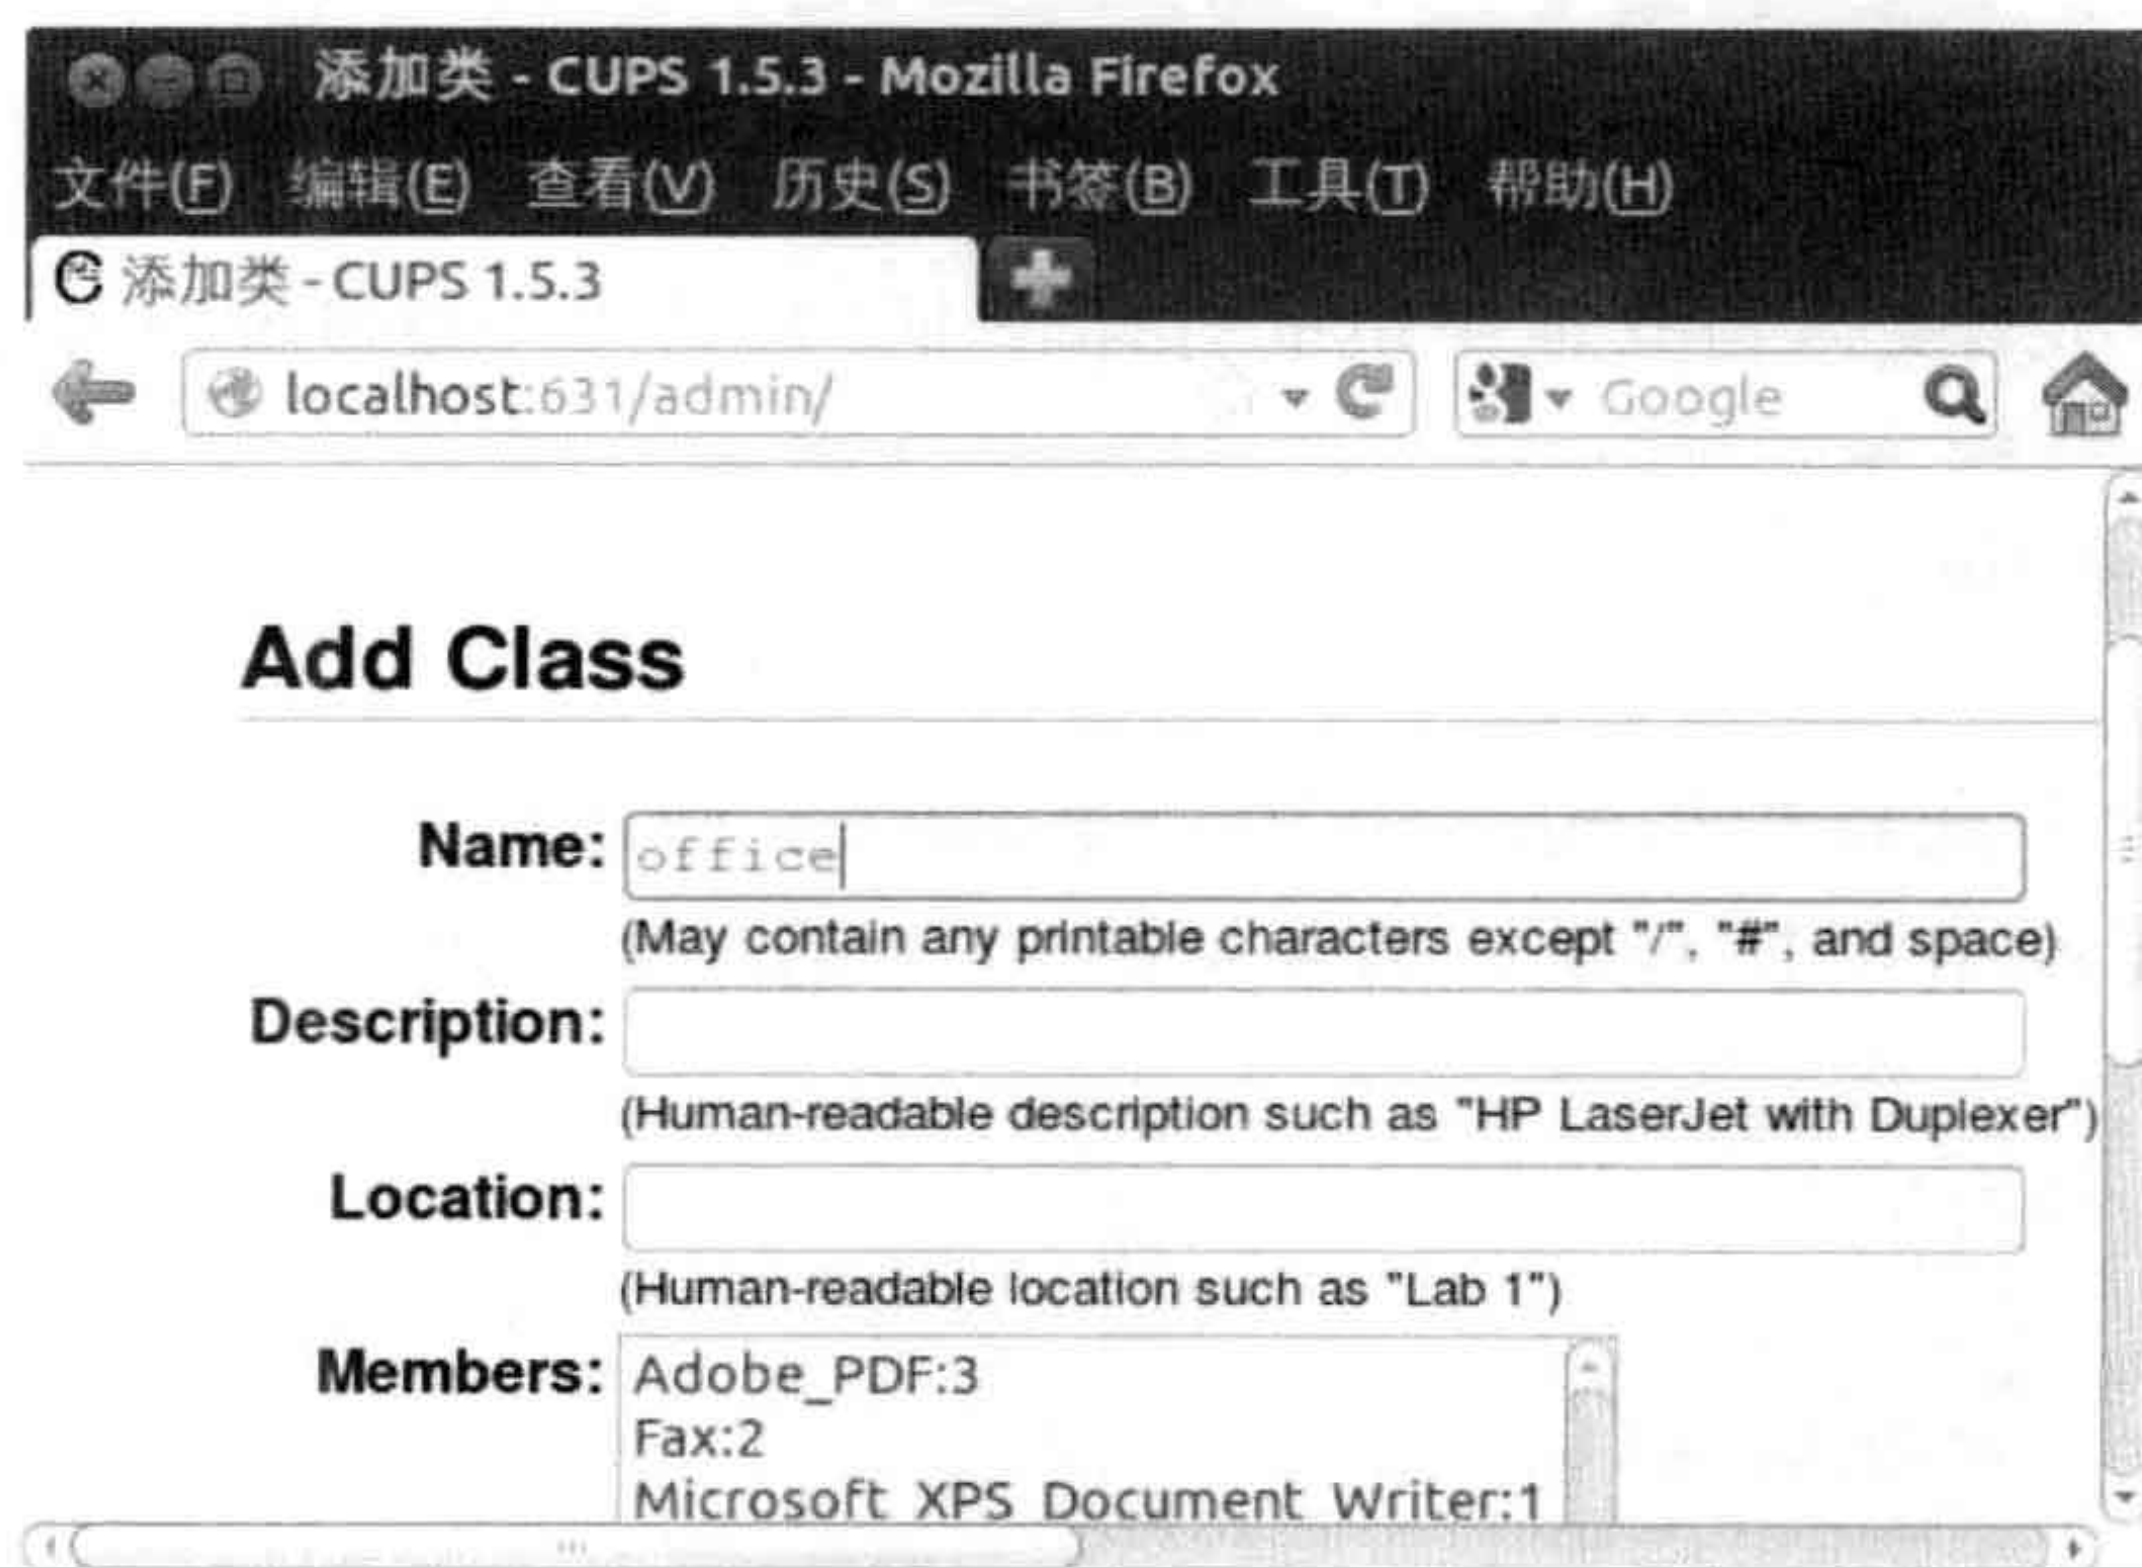 添加类 - CUPS 1.5.3 - Mozilla Firefox
文件(F) 编辑(E) 查看(V) 历史(S) 书签(B) 工具(T) 帮助(H)
添加类 - CUPS 1.5.3
localhost:631/admin/ Google
Add Class
Name: office
(May contain any printable characters except "/", "#", and space)
Description:
(Human-readable description such as "HP LaserJet with Duplexer")
Location:
(Human-readable location such as "Lab 1")
Members: Adobe_PDF:3
Fax:2
Microsoft_XPS_Document_Writer:1